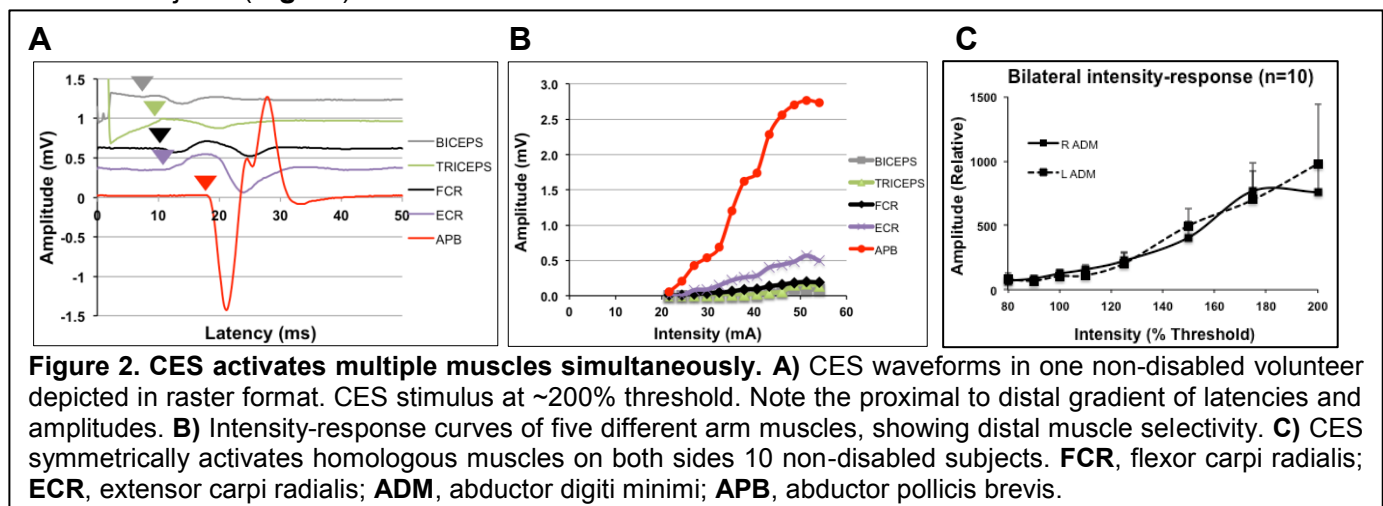 A
B
C
1.5
1
0.5
0
-0.5
-1
-1.5
Amplitude (mV)
0
10
20
30
40
50
Latency (ms)
BICEPS
TRICEPS
FCR
ECR
APB
3.0
2.5
2.0
1.5
1.0
0.5
0.0
Amplitude (mV)
0
10
20
30
40
50
60
Intensity (mA)
BICEPS
TRICEPS
FCR
ECR
APB
Bilateral intensity-response (n=10)
1500
1000
500
0
Amplitude (Relative)
R ADM
L ADM
80
100
120
140
160
180
200
Intensity (% Threshold)
Figure 2. CES activates multiple muscles simultaneously. A) CES waveforms in one non-disabled volunteer
depicted in raster format. CES stimulus at ~200% threshold. Note the proximal to distal gradient of latencies and
amplitudes. B) Intensity-response curves of five different arm muscles, showing distal muscle selectivity. C) CES
symmetrically activates homologous muscles on both sides 10 non-disabled subjects. FCR, flexor carpi radialis;
ECR, extensor carpi radialis; ADM, abductor digiti minimi; APB, abductor pollicis brevis.